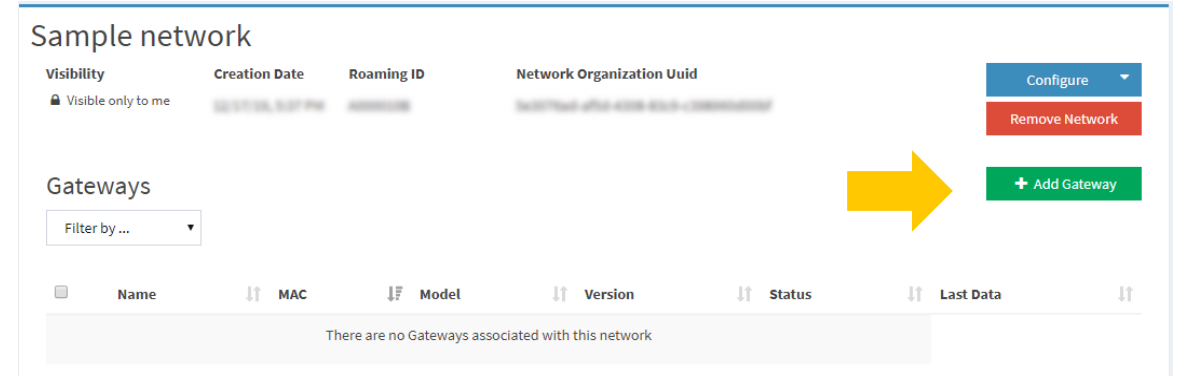 Sample network
Visibility Creation Date Roaming ID Network Organization Uuid
Visible only to me
Configure
Remove Network
Gateways
+ Add Gateway
Filter by ...
Name MAC Model Version Status Last Data
There are no Gateways associated with this network